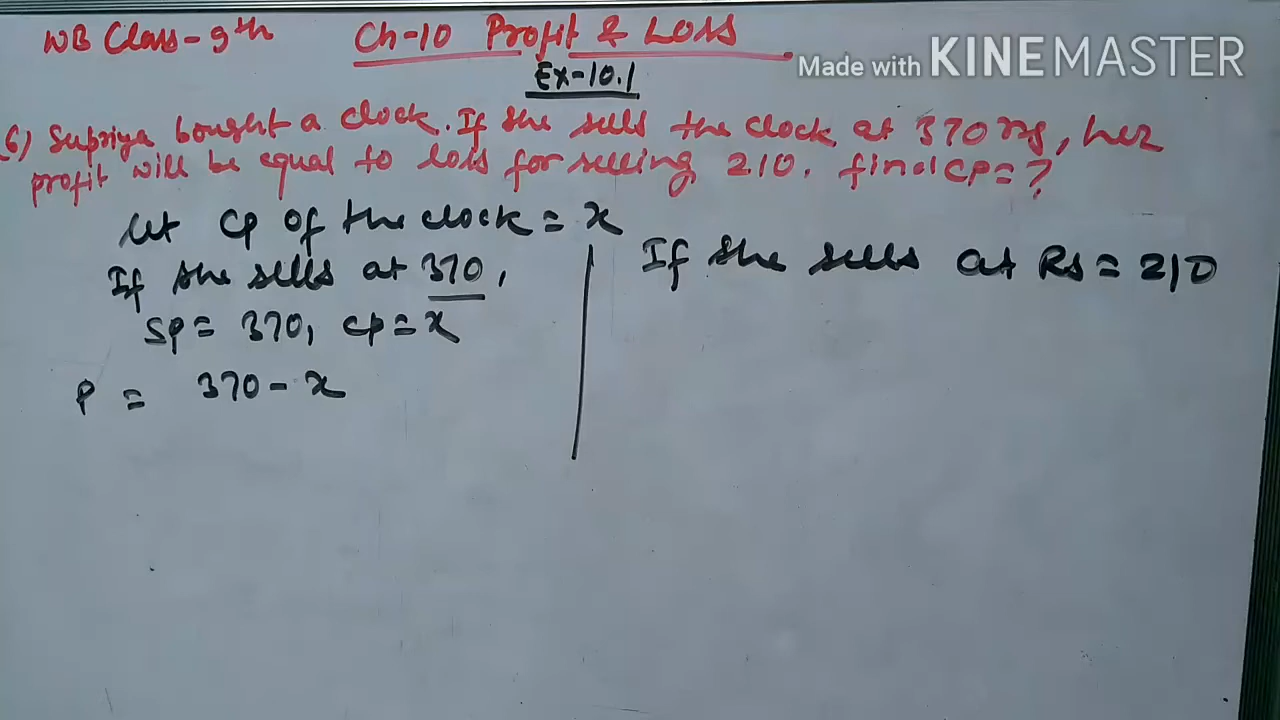 WB Class-9th Ch-10 Profit & Loss
Made with KINEMASTER
Ex-10.1
6) Supriya bought a clock. If she sells the clock at 370 rs, her
profit will be equal to loss for selling 210. find CP=?
let CP of the clock = x
If she sells at 370,
SP= 370, CP=x
P = 370-x
If she sells at Rs=210